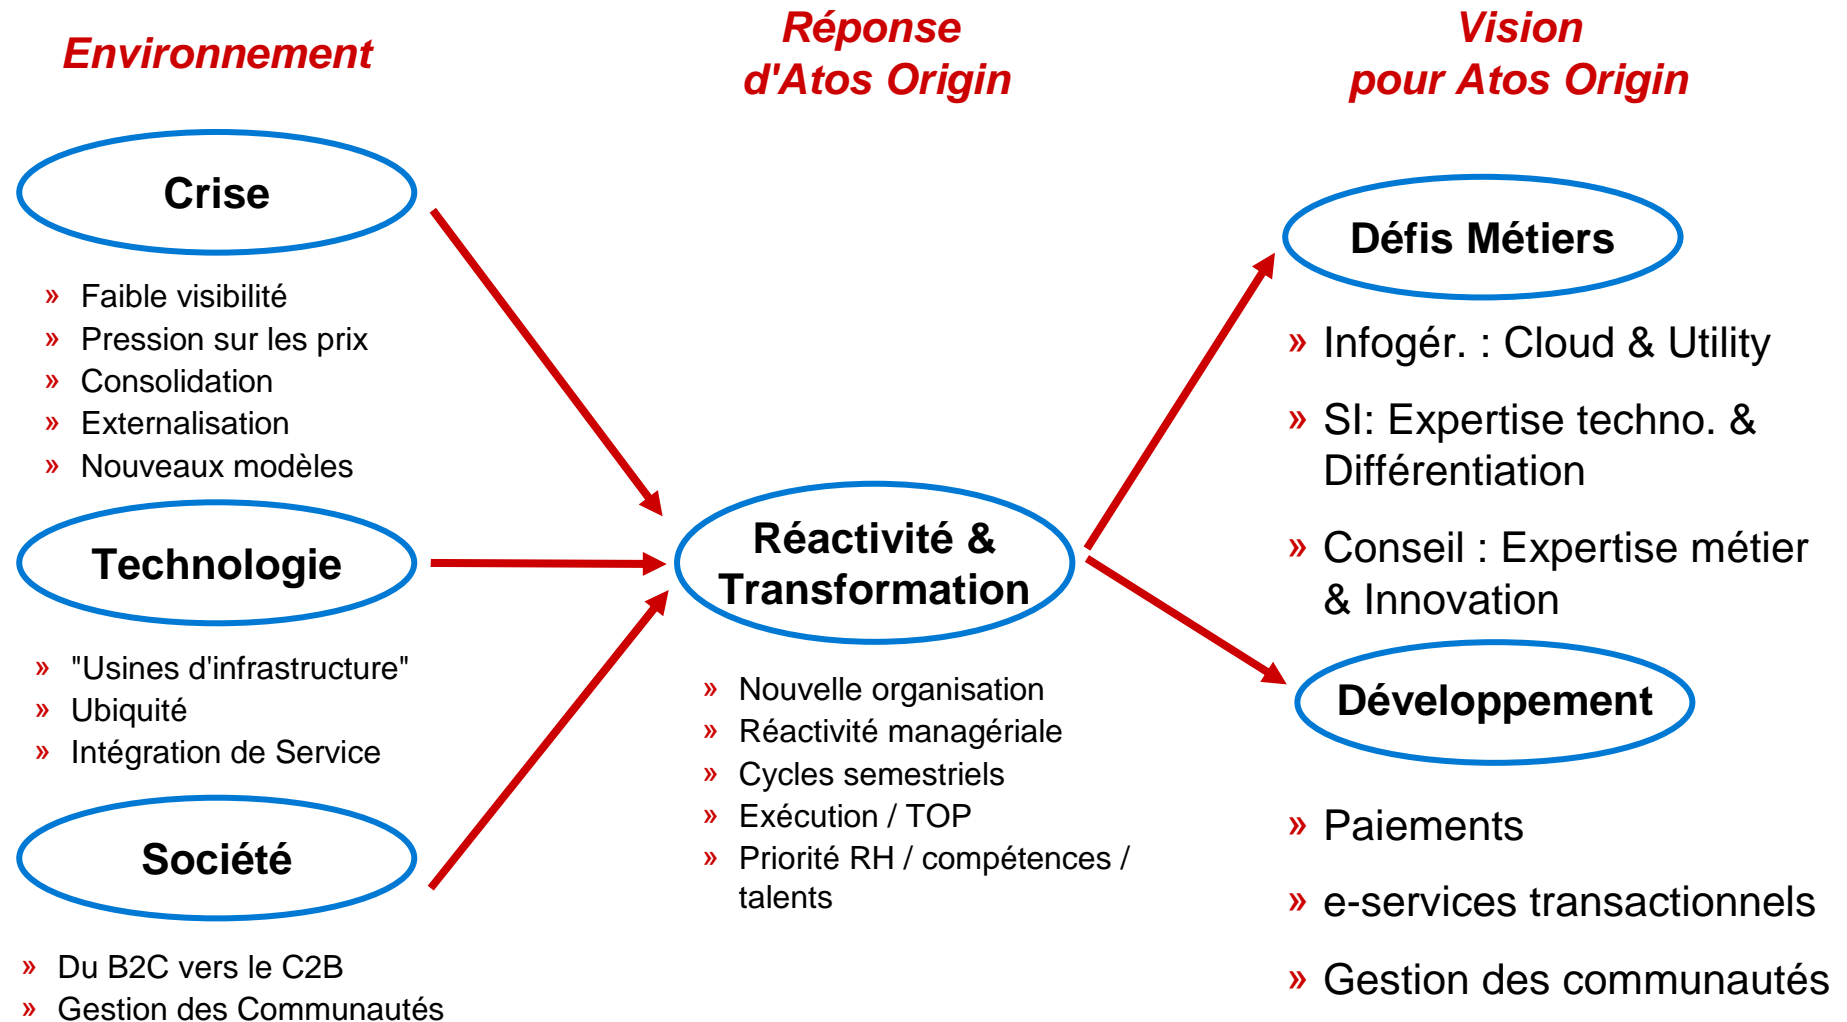 Environnement
Réponse
d'Atos Origin
Vision
pour Atos Origin
Crise
» Faible visibilité
» Pression sur les prix
» Consolidation
» Externalisation
» Nouveaux modèles
Technologie
» "Usines d'infrastructure"
» Ubiquité
» Intégration de Service
Société
» Du B2C vers le C2B
» Gestion des Communautés
Réactivité &
Transformation
» Nouvelle organisation
» Réactivité managériale
» Cycles semestriels
» Exécution / TOP
» Priorité RH / compétences /
talents
Défis Métiers
» Infogér. : Cloud & Utility
» SI: Expertise techno. &
Différentiation
» Conseil : Expertise métier
& Innovation
Développement
» Paiements
» e-services transactionnels
» Gestion des communautés